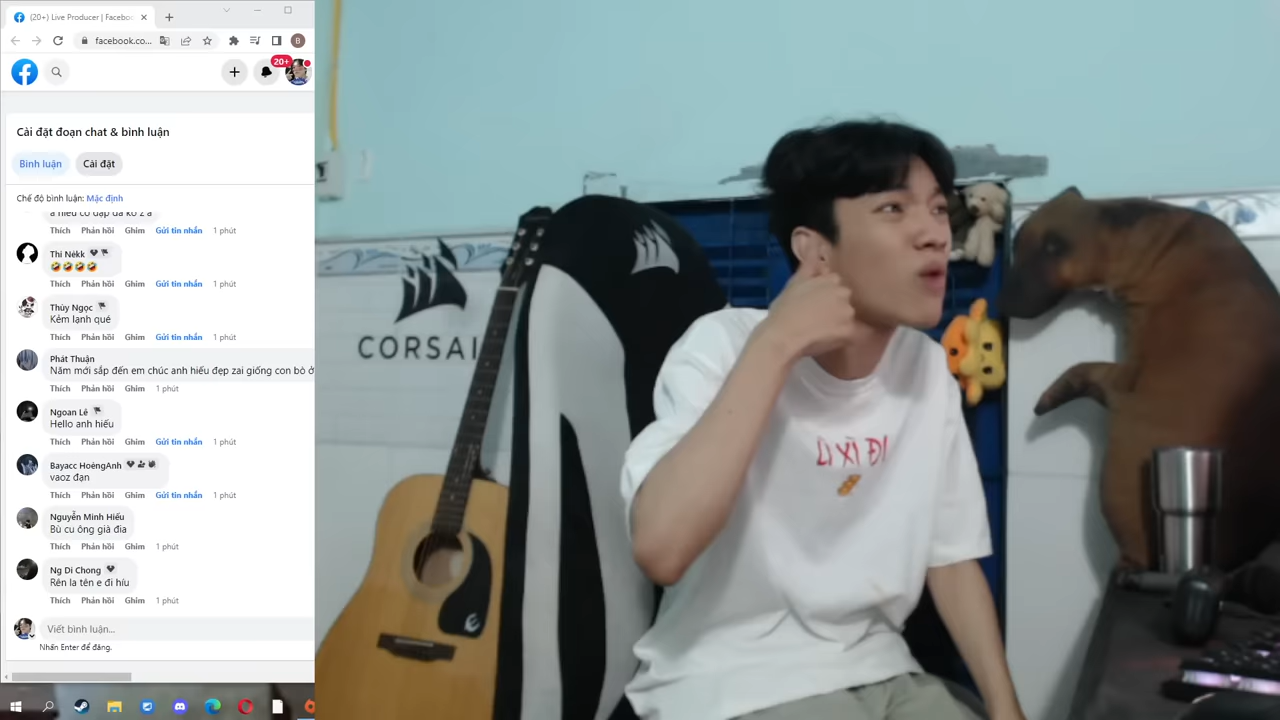 (20+) Live Producer | Facebo
facebook.co...
20+
B
Cài đặt đoạn chat & bình luận
Bình luận
Cài đặt
Chế độ bình luận: Mặc định
Thích Phản hồi Ghim Gửi tin nhắn 1 phút
Thi Nêkk
Thích Phản hồi Ghim Gửi tin nhắn 1 phút
Thùy Ngọc
Kém lạnh qué
Thích Phản hồi Ghim Gửi tin nhắn 1 phút
Phát Thuận
Năm mới sắp đến em chúc anh hiếu đẹp zai giống con bò ở
Thích Phản hồi Ghim 1 phút
Ngoan Lê
Hello anh hiếu
Thích Phản hồi Ghim Gửi tin nhắn 1 phút
Bayacc HoėngAnh
vaoz đạn
Thích Phản hồi Ghim Gửi tin nhắn 1 phút
Nguyễn Minh Hiếu
Bủ cu ông già đia
Thích Phản hồi Ghim 1 phút
Ng Di Chong
Rên la tên e đi híu
Thích Phản hồi Ghim 1 phút
Viết bình luận...
Nhấn Enter để đăng.
CORSAI
LÌ XÌ ĐI